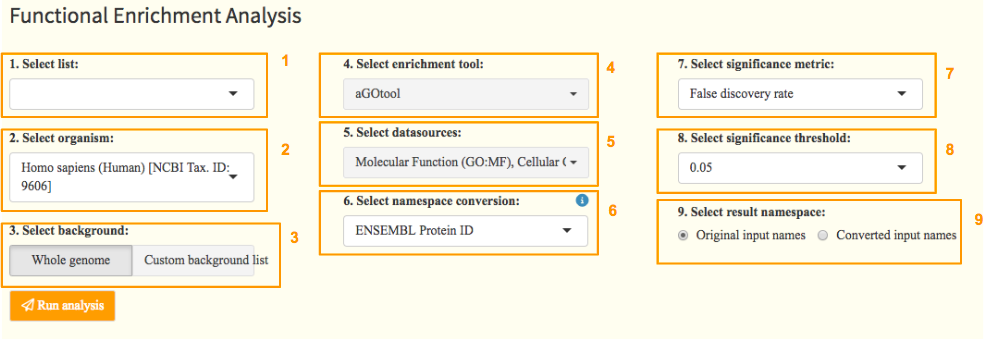 Functional Enrichment Analysis
1. Select list:
1
2. Select organism:
2
Homo sapiens (Human) [NCBI Tax. ID:
9606]
3. Select background:
3
Whole genome
Custom background list
Run analysis
4. Select enrichment tool:
4
aGOtool
5. Select datasources:
5
Molecular Function (GO:MF), Cellular (
6. Select namespace conversion:
i
6
ENSEMBL Protein ID
7. Select significance metric:
7
False discovery rate
8. Select significance threshold:
8
0.05
9. Select result namespace:
9
Original input names
Converted input names